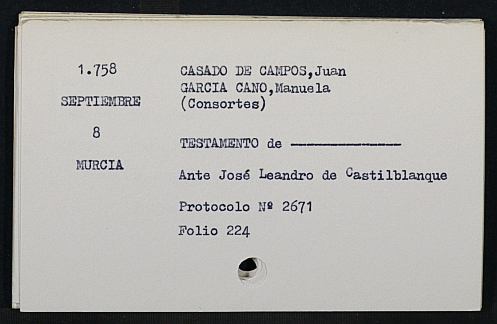 1.758
SEPTIEMBRE
8
MURCIA
CASADO DE CAMPOS,Juan
GARCIA CANO,Manuela
(Consortes)
TESTAMENTO de ---------------
Ante José Leandro de Castilblanque
Protocolo Nº 2671
Folio 224